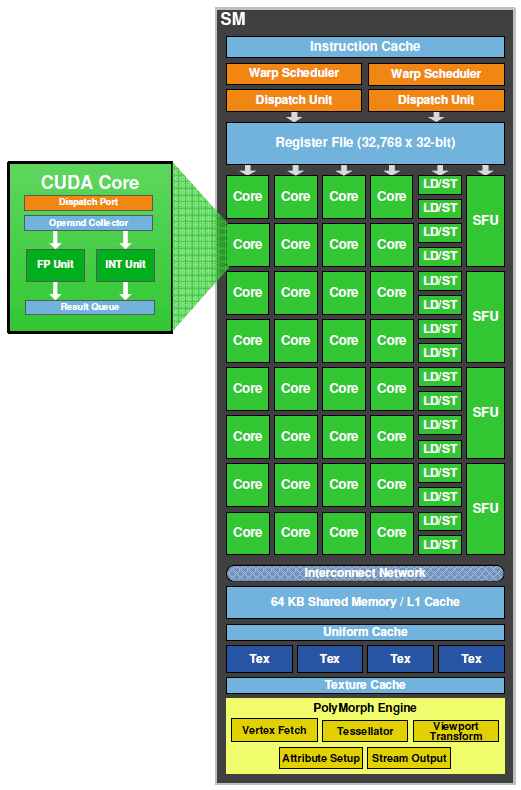 SM
Instruction Cache
Warp Scheduler Warp Scheduler
Dispatch Unit Dispatch Unit
Register File (32,768 x 32-bit)
CUDA Core
Dispatch Port
Operand Collector
FP Unit INT Unit
Result Queue
Core Core Core Core LD/ST LD/ST SFU
Core Core Core Core LD/ST LD/ST
Core Core Core Core LD/ST LD/ST SFU
Core Core Core Core LD/ST LD/ST
Core Core Core Core LD/ST LD/ST SFU
Core Core Core Core LD/ST LD/ST
Core Core Core Core LD/ST LD/ST SFU
Core Core Core Core LD/ST LD/ST
Interconnect Network
64 KB Shared Memory / L1 Cache
Uniform Cache
Tex Tex Tex Tex
Texture Cache
PolyMorph Engine
Vertex Fetch Tessellator Viewport
Transform
Attribute Setup Stream Output